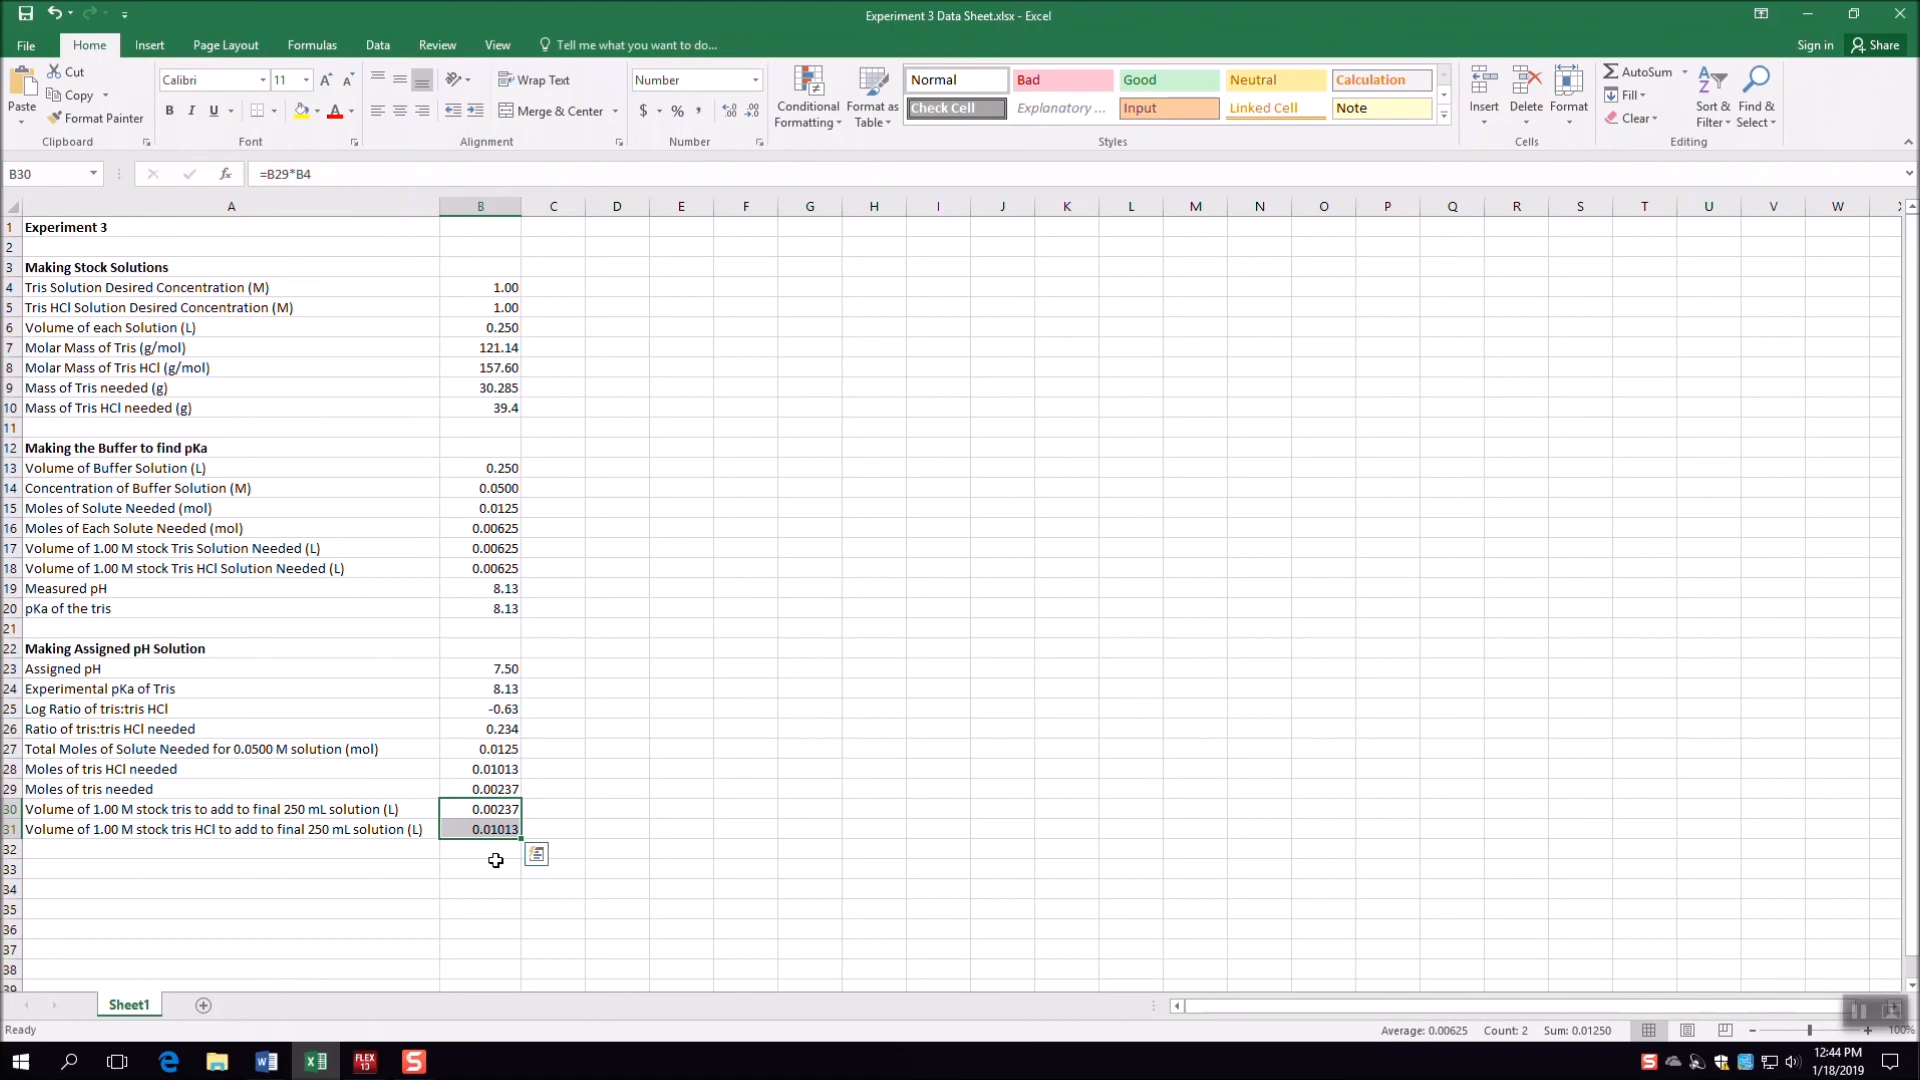 Experiment 3 Data Sheet.xlsx - Excel
File Home Insert Page Layout Formulas Data Review View Tell me what you want to do... Sign in Share
Paste Cut Copy Format Painter
Calibri 11
B I U
Wrap Text
Merge & Center
Number
$ % ,
Conditional Formatting
Format as Table
Normal Bad Good Neutral Calculation
Check Cell Explanatory ... Input Linked Cell Note
Insert Delete Format
AutoSum
Fill
Clear
Sort & Filter
Find & Select
Clipboard Font Alignment Number Styles Cells Editing
B30 fx =B29*B4
A B C D E F G H I J K L M N O P Q R S T U V W
1 Experiment 3
2
3 Making Stock Solutions
4 Tris Solution Desired Concentration (M) 1.00
5 Tris HCl Solution Desired Concentration (M) 1.00
6 Volume of each Solution (L) 0.250
7 Molar Mass of Tris (g/mol) 121.14
8 Molar Mass of Tris HCl (g/mol) 157.60
9 Mass of Tris needed (g) 30.285
10 Mass of Tris HCl needed (g) 39.4
11
12 Making the Buffer to find pKa
13 Volume of Buffer Solution (L) 0.250
14 Concentration of Buffer Solution (M) 0.0500
15 Moles of Solute Needed (mol) 0.0125
16 Moles of Each Solute Needed (mol) 0.00625
17 Volume of 1.00 M stock Tris Solution Needed (L) 0.00625
18 Volume of 1.00 M stock Tris HCl Solution Needed (L) 0.00625
19 Measured pH 8.13
20 pKa of the tris 8.13
21
22 Making Assigned pH Solution
23 Assigned pH 7.50
24 Experimental pKa of Tris 8.13
25 Log Ratio of tris:tris HCl -0.63
26 Ratio of tris:tris HCl needed 0.234
27 Total Moles of Solute Needed for 0.0500 M solution (mol) 0.0125
28 Moles of tris HCl needed 0.01013
29 Moles of tris needed 0.00237
30 Volume of 1.00 M stock tris to add to final 250 mL solution (L) 0.00237
31 Volume of 1.00 M stock tris HCl to add to final 250 mL solution (L) 0.01013
32
33
34
35
36
37
38
39
Sheet1
Ready Average: 0.00625 Count: 2 Sum: 0.01250 100%
FLEX 13
12:44 PM
1/18/2019